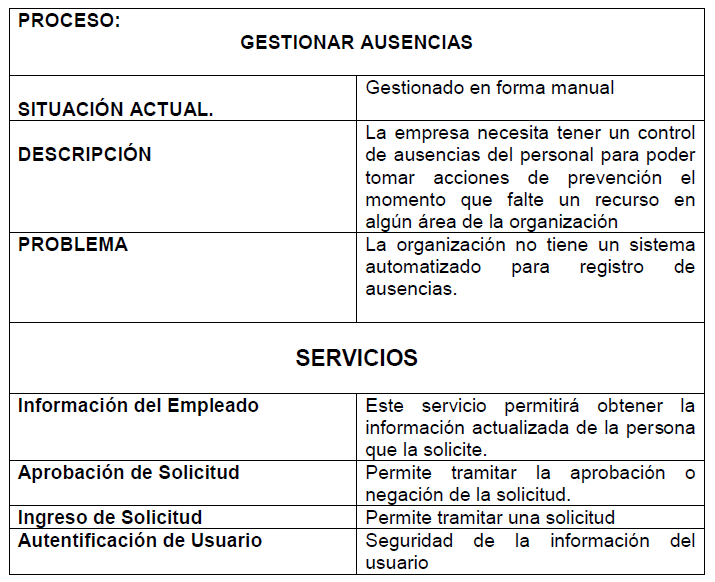 PROCESO:
GESTIONAR AUSENCIAS
SITUACIÓN ACTUAL.
Gestionado en forma manual
DESCRIPCIÓN
La empresa necesita tener un control
de ausencias del personal para poder
tomar acciones de prevención el
momento que falte un recurso en
algún área de la organización
PROBLEMA
La organización no tiene un sistema
automatizado para registro de
ausencias.
SERVICIOS
Información del Empleado
Este servicio permitirá obtener la
información actualizada de la persona
que la solicite.
Aprobación de Solicitud
Permite tramitar la aprobación o
negación de la solicitud.
Ingreso de Solicitud
Permite tramitar una solicitud
Autentificación de Usuario
Seguridad de la información del
usuario